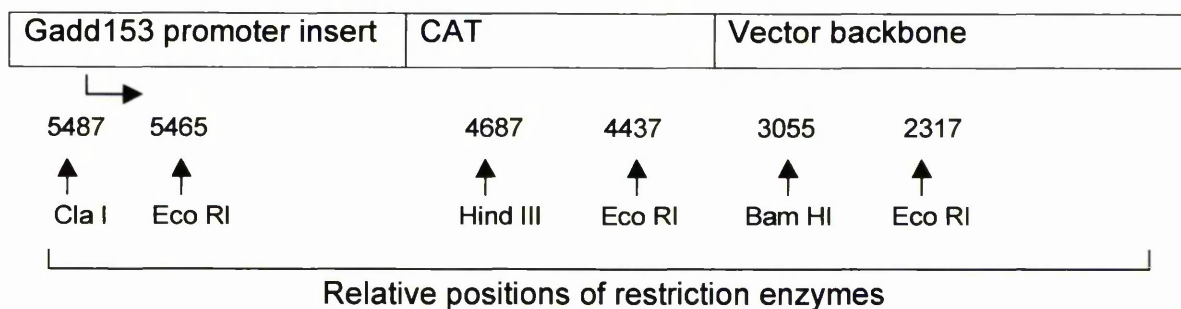 Gadd153 promoter insert CAT Vector backbone
5487 5465 4687 4437 3055 2317
Cla I Eco RI Hind III Eco RI Bam HI Eco RI
Relative positions of restriction enzymes